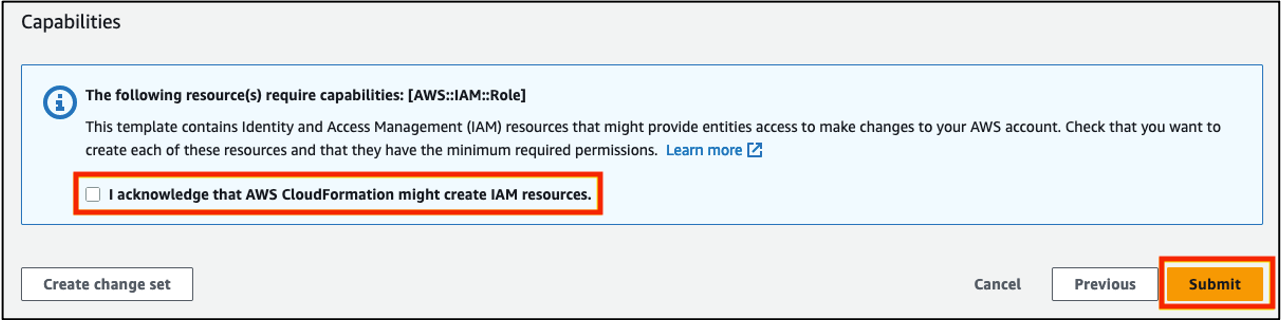 Capabilities
The following resource(s) require capabilities: [AWS::IAM::Role]
This template contains Identity and Access Management (IAM) resources that might provide entities access to make changes to your AWS account. Check that you want to
create each of these resources and that they have the minimum required permissions. Learn more
I acknowledge that AWS CloudFormation might create IAM resources.
Create change set Cancel Previous Submit